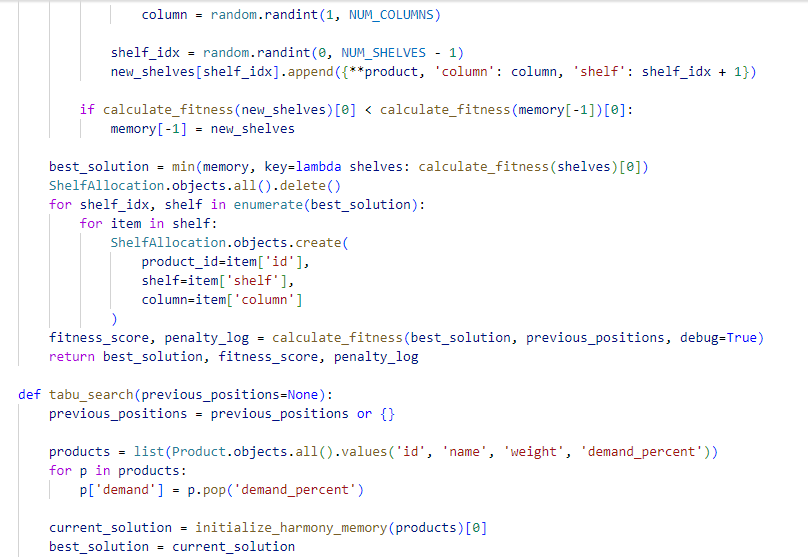 column = random.randint(1, NUM_COLUMNS)
shelf_idx = random.randint(0, NUM_SHELVES - 1)
new_shelves[shelf_idx].append({**product, 'column': column, 'shelf': shelf_idx + 1})
if calculate_fitness(new_shelves)[0] < calculate_fitness(memory[-1])[0]:
memory[-1] = new_shelves
best_solution = min(memory, key=lambda shelves: calculate_fitness(shelves)[0])
ShelfAllocation.objects.all().delete()
for shelf_idx, shelf in enumerate(best_solution):
for item in shelf:
ShelfAllocation.objects.create(
product_id=item['id'],
shelf=item['shelf'],
column=item['column']
)
fitness_score, penalty_log = calculate_fitness(best_solution, previous_positions, debug=True)
return best_solution, fitness_score, penalty_log
def tabu_search(previous_positions=None):
previous_positions = previous_positions or {}
products = list(Product.objects.all().values('id', 'name', 'weight', 'demand_percent'))
for p in products:
p['demand'] = p.pop('demand_percent')
current_solution = initialize_harmony_memory(products)[0]
best_solution = current_solution